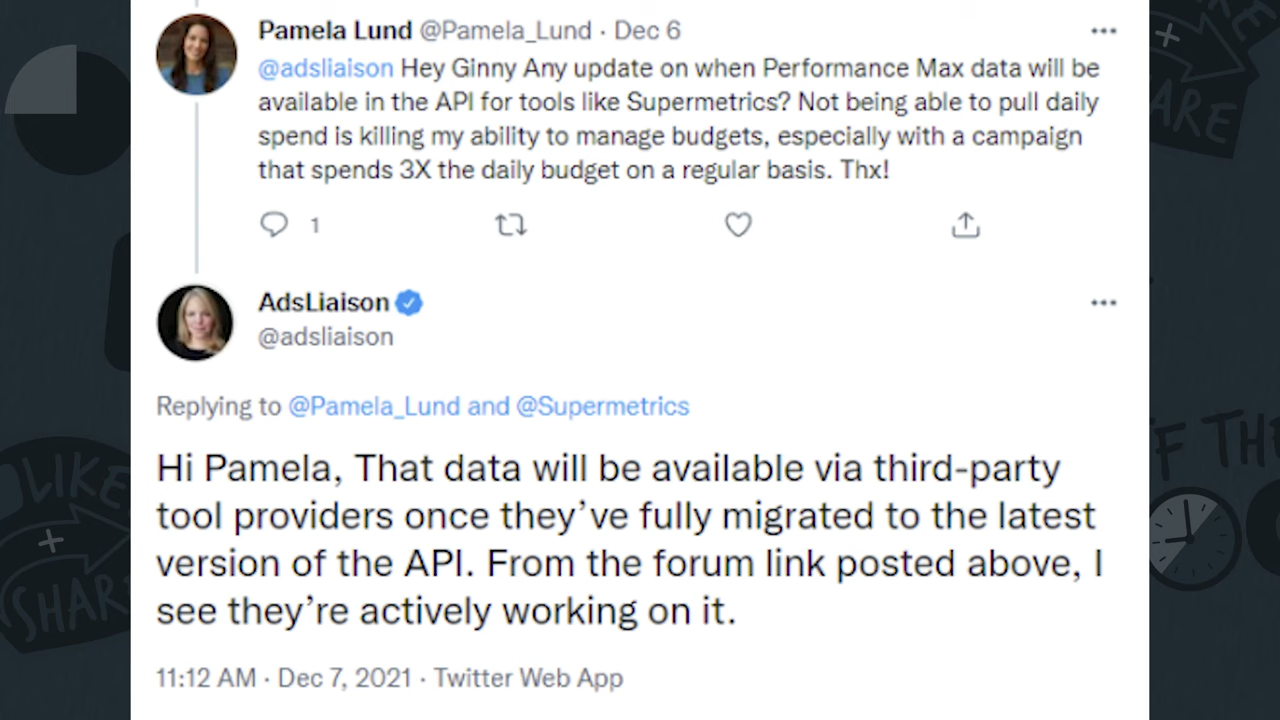 Pamela Lund @Pamela_Lund · Dec 6
@adsliaison Hey Ginny Any update on when Performance Max data will be
available in the API for tools like Supermetrics? Not being able to pull daily
spend is killing my ability to manage budgets, especially with a campaign
that spends 3X the daily budget on a regular basis. Thx!
1
AdsLiaison
@adsliaison
Replying to @Pamela_Lund and @Supermetrics
Hi Pamela, That data will be available via third-party
tool providers once they’ve fully migrated to the latest
version of the API. From the forum link posted above, I
see they’re actively working on it.
11:12 AM · Dec 7, 2021 · Twitter Web App
LIKE
+
SHARE
+